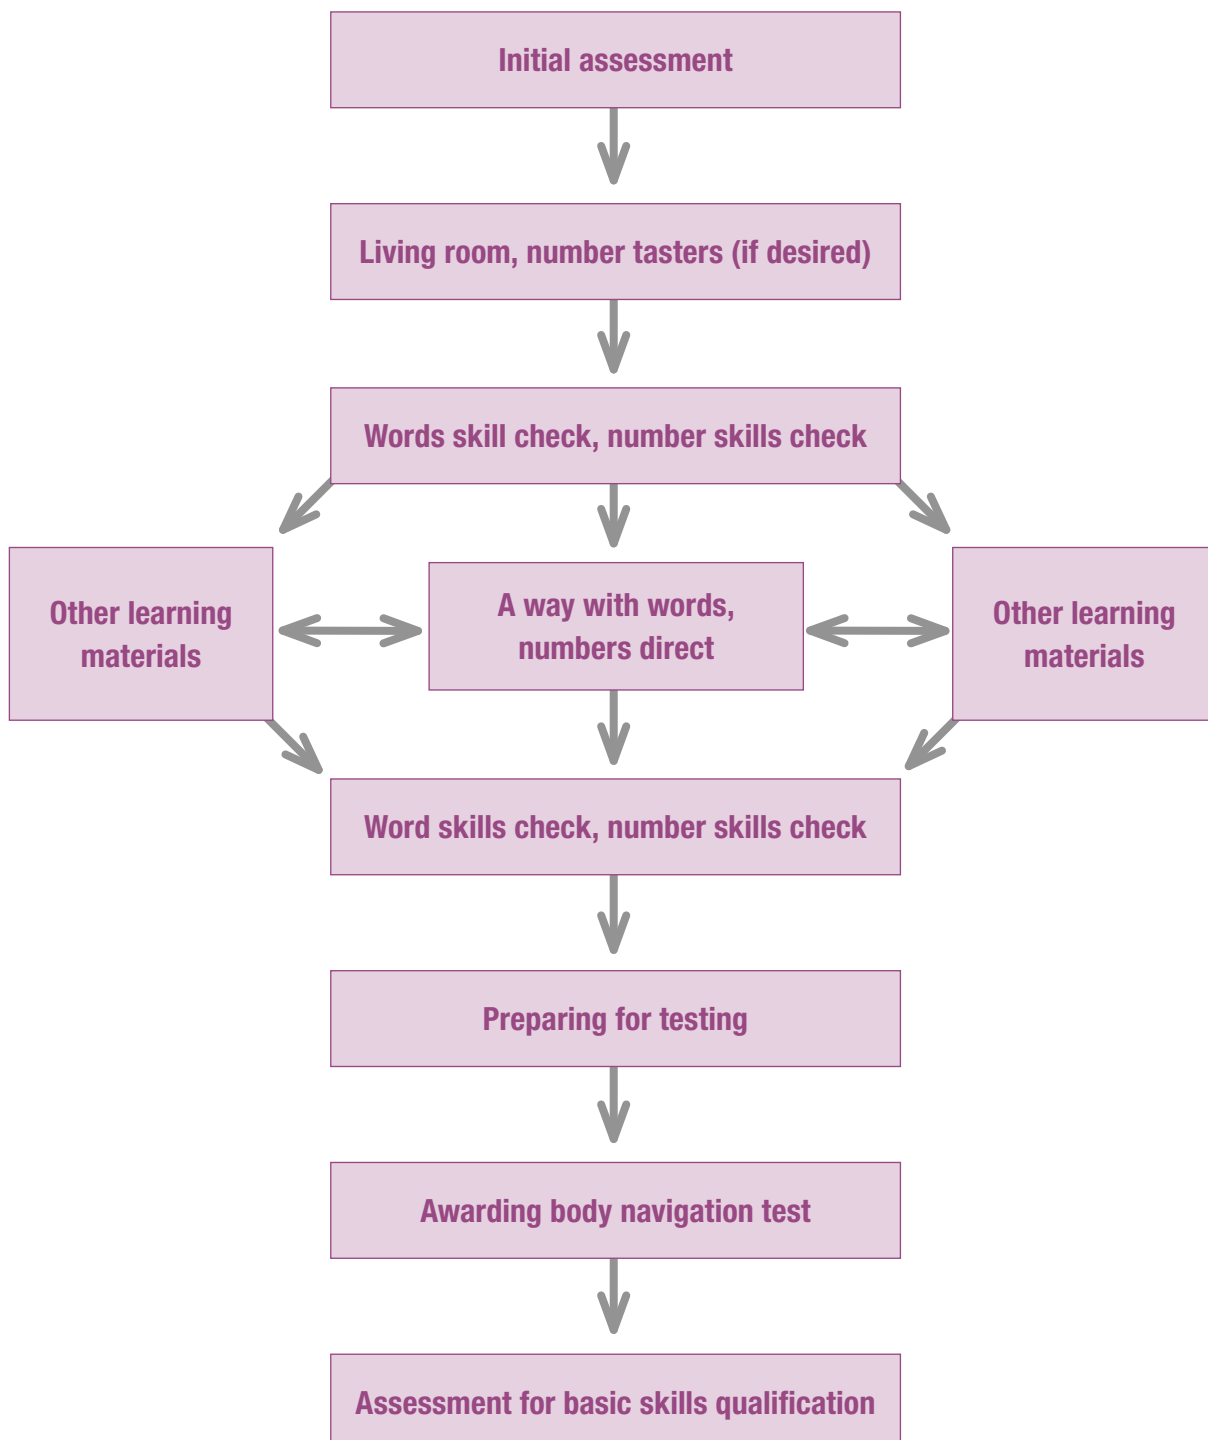 Initial assessment
Living room, number tasters (if desired)
Words skill check, number skills check
Other learning
materials
A way with words,
numbers direct
Other learning
materials
Word skills check, number skills check
Preparing for testing
Awarding body navigation test
Assessment for basic skills qualification